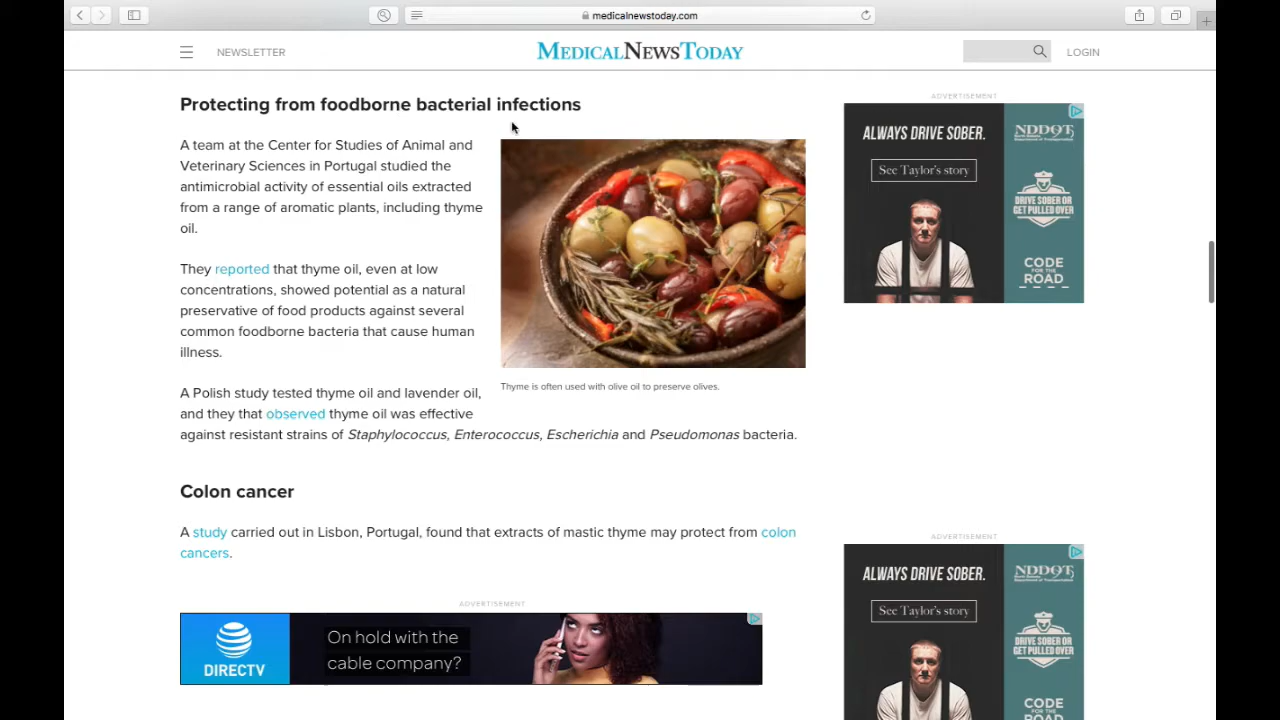 medicalnewstoday.com
NEWSLETTER
MEDICALNEWSTODAY
LOGIN
Protecting from foodborne bacterial infections
A team at the Center for Studies of Animal and
Veterinary Sciences in Portugal studied the
antimicrobial activity of essential oils extracted
from a range of aromatic plants, including thyme
oil.
They reported that thyme oil, even at low
concentrations, showed potential as a natural
preservative of food products against several
common foodborne bacteria that cause human
illness.
Thyme is often used with olive oil to preserve olives.
A Polish study tested thyme oil and lavender oil,
and they that observed thyme oil was effective
against resistant strains of Staphylococcus, Enterococcus, Escherichia and Pseudomonas bacteria.
Colon cancer
A study carried out in Lisbon, Portugal, found that extracts of mastic thyme may protect from colon
cancers.
ADVERTISEMENT
On hold with the
cable company?
DIRECTV
ADVERTISEMENT
ALWAYS DRIVE SOBER.
See Taylor's story
NDDOT
DRIVE SOBER OR
GET PULLED OVER
CODE
FOR THE
ROAD
ADVERTISEMENT
ALWAYS DRIVE SOBER.
See Taylor's story
NDDOT
DRIVE SOBER OR
GET PULLED OVER
CODE
FOR THE
ROAD